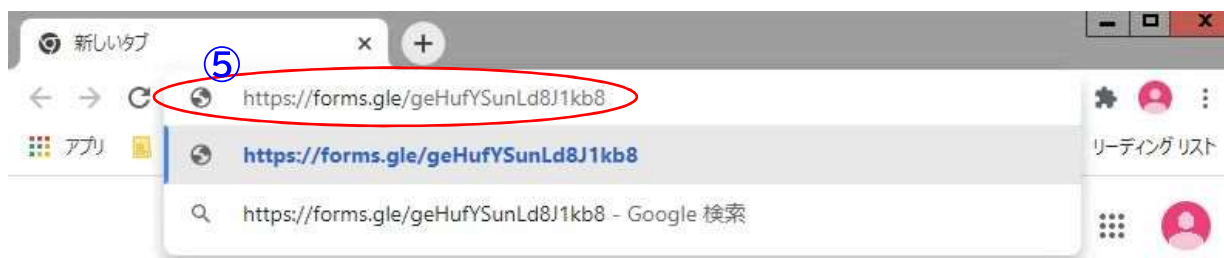 新しいタブ
⑤
https://forms.gle/geHufYSunLd8J1kb8
アプリ
リーディング リスト
https://forms.gle/geHufYSunLd8J1kb8
https://forms.gle/geHufYSunLd8J1kb8 - Google 検索